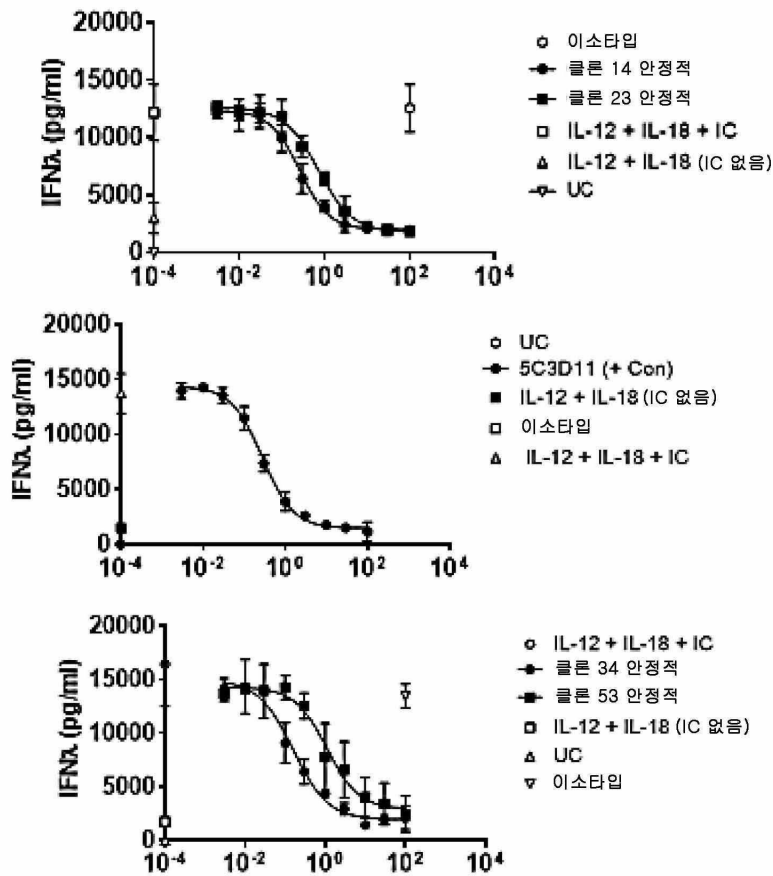 20000
15000
10000
5000
0
IFNλ (pg/ml)
10-4 10-2 100 102 104
이소타입
클론 14 안정적
클론 23 안정적
IL-12 + IL-18 + IC
IL-12 + IL-18 (IC 없음)
UC
20000
15000
10000
5000
0
IFNλ (pg/ml)
10-4 10-2 100 102 104
UC
5C3D11 (+ Con)
IL-12 + IL-18 (IC 없음)
이소타입
IL-12 + IL-18 + IC
20000
15000
10000
5000
0
IFNλ (pg/ml)
10-4 10-2 100 102 104
IL-12 + IL-18 + IC
클론 34 안정적
클론 53 안정적
IL-12 + IL-18 (IC 없음)
UC
이소타입